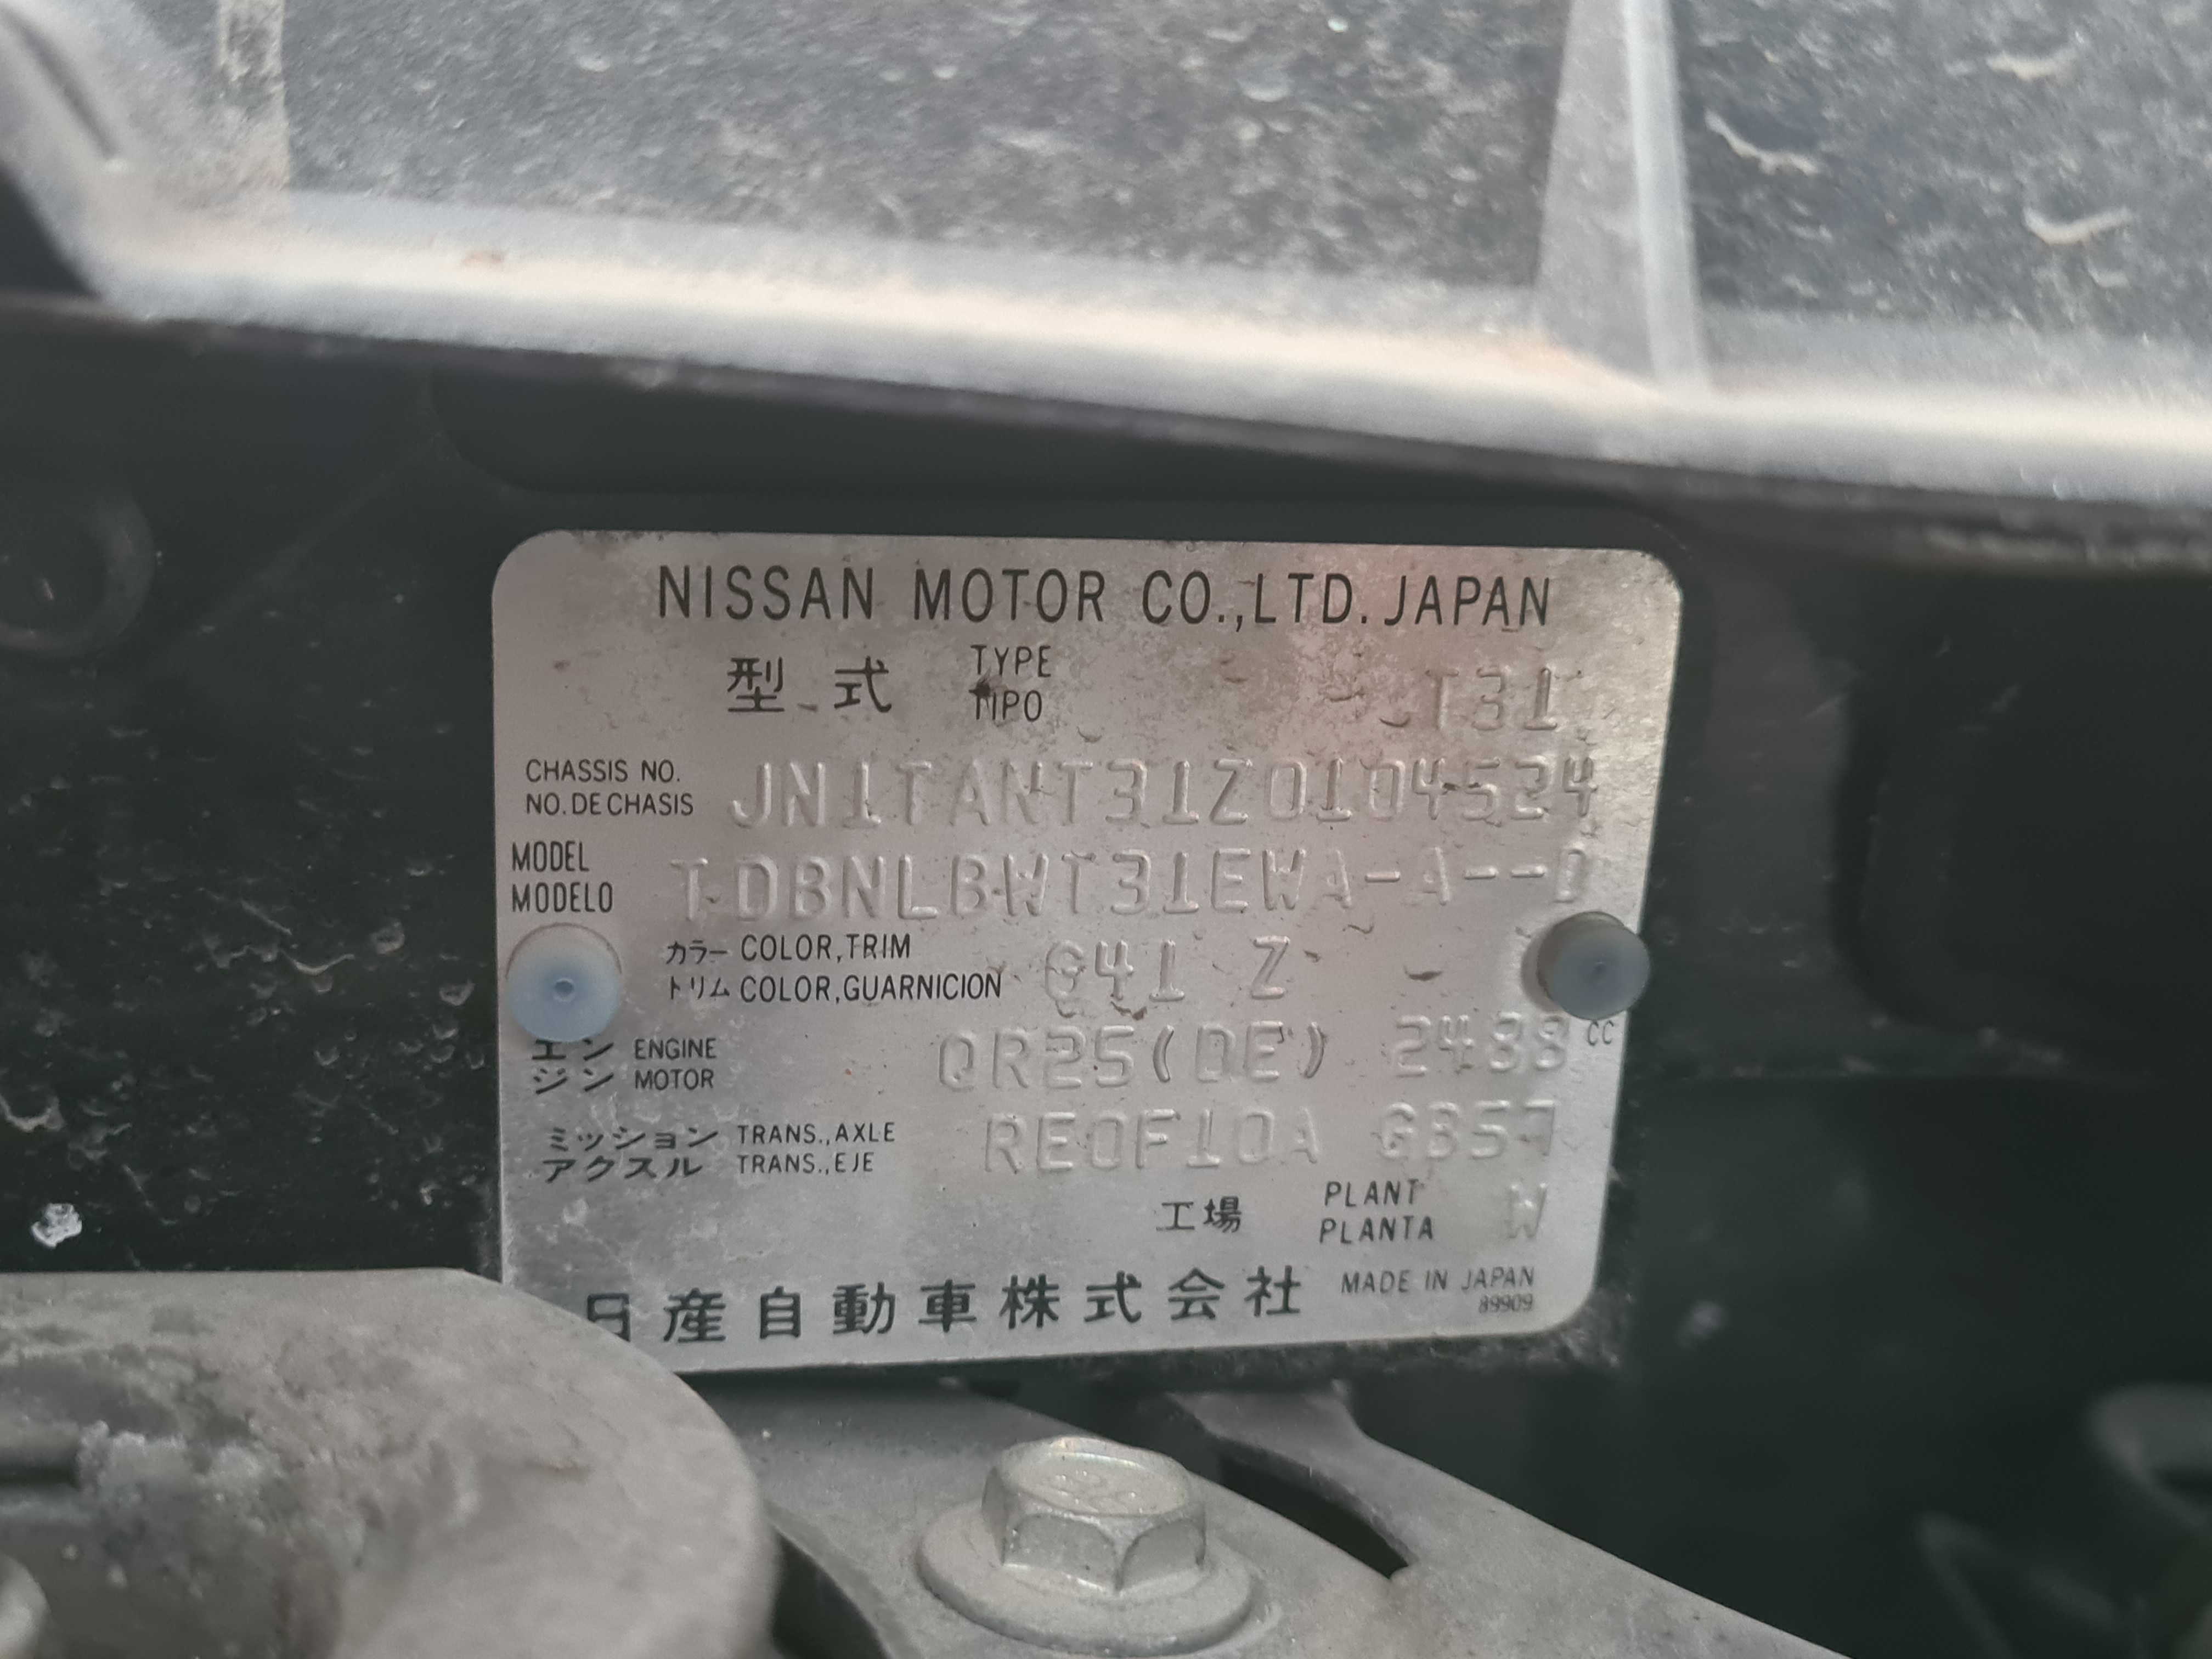 NISSAN MOTOR CO.,LTD. JAPAN
型式 TYPE TIPO T31
CHASSIS NO.
NO. DE CHASIS JN1TANT31Z0104524
MODEL
MODELO TDBNLBWT31EWA-A--D
カラー COLOR,TRIM
トリム COLOR,GUARNICION G41 Z
エンジン ENGINE
MOTOR QR25(DE) 2488 CC
ミッション TRANS.,AXLE
アクスル TRANS.,EJE RE0F10A GB57
工場 PLANT
PLANTA W
日産自動車株式会社 MADE IN JAPAN
89909